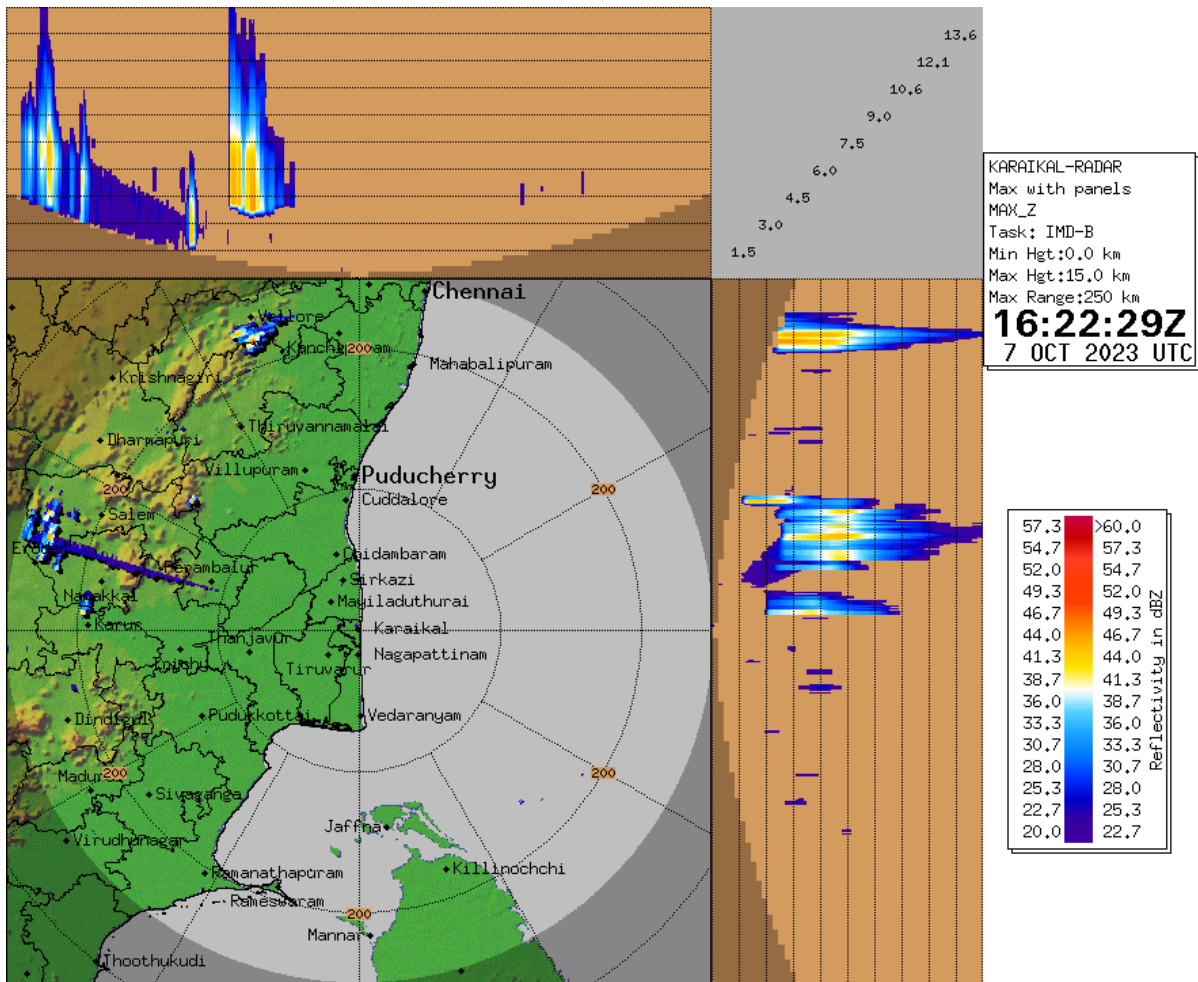 13.6
12.1
10.6
9.0
7.5
6.0
4.5
3.0
1.5
KARAIKAL-RADAR
Max with panels
MAX_Z
Task: IMD-B
Min Hgt:0.0 km
Max Hgt:15.0 km
Max Range:250 km
16:22:29Z
7 OCT 2023 UTC
Chennai
Vellore
200
Mahabalipuram
Krishnagiri
Thiruvannamalai
Dharmapuri
Villupuram
Puducherry
200
200
Cuddalore
Salem
Chidambaram
Perambalur
Sirkazi
Namakkal
Mayiladuthurai
Karur
Karaikal
Thanjavur
Nagapattinam
Tiruvarur
Dindigul
Pudukkottai
Vedaranyam
200
200
Sivaganga
Jaffna
Virudhunagar
Killinochchi
Ramanathapuram
Rameswaram
200
Mannar
Thoothukudi
57.3 >60.0
54.7 57.3
52.0 54.7
49.3 52.0
46.7 49.3
44.0 46.7
41.3 44.0
38.7 41.3
36.0 38.7
33.3 36.0
30.7 33.3
28.0 30.7
25.3 28.0
22.7 25.3
20.0 22.7
Reflectivity in dBZ